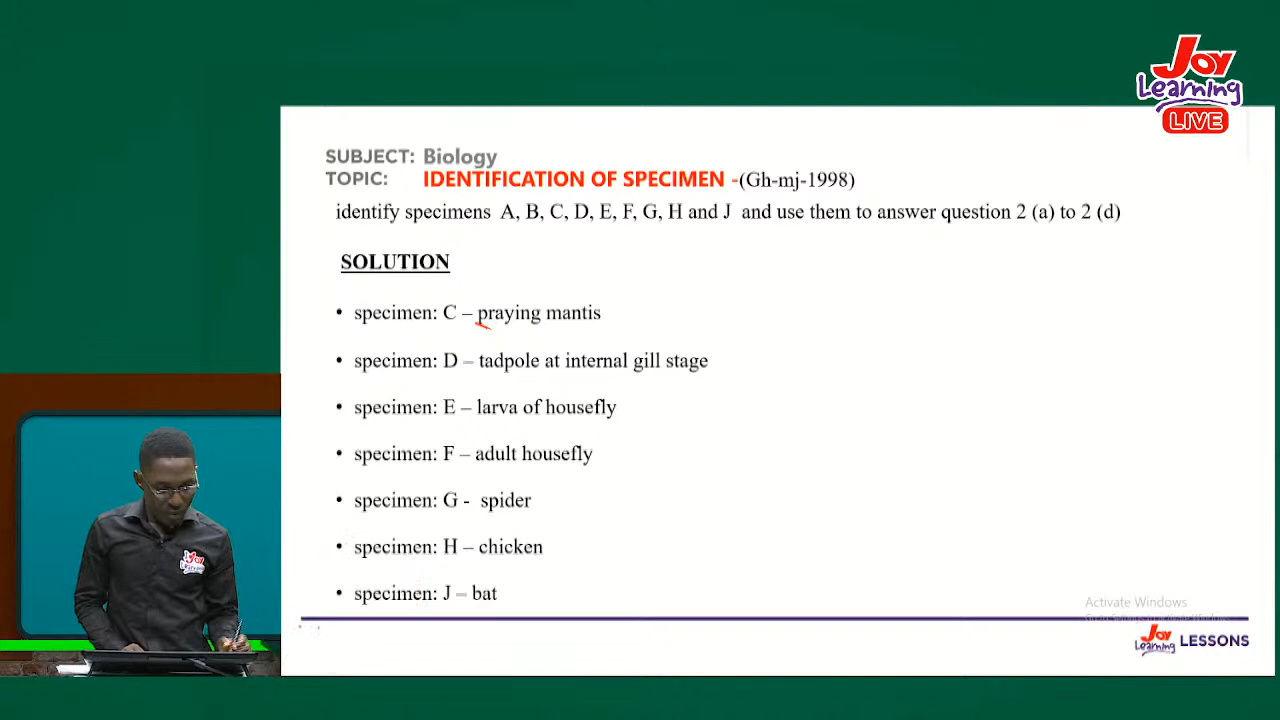 Joy
Learning
LIVE
SUBJECT: Biology
TOPIC: IDENTIFICATION OF SPECIMEN -(Gh-mj-1998)
identify specimens A, B, C, D, E, F, G, H and J and use them to answer question 2 (a) to 2 (d)
SOLUTION
• specimen: C – praying mantis
• specimen: D – tadpole at internal gill stage
• specimen: E – larva of housefly
• specimen: F – adult housefly
• specimen: G - spider
• specimen: H – chicken
• specimen: J – bat
Activate Windows
Joy Learning LESSONS
Joy Learning